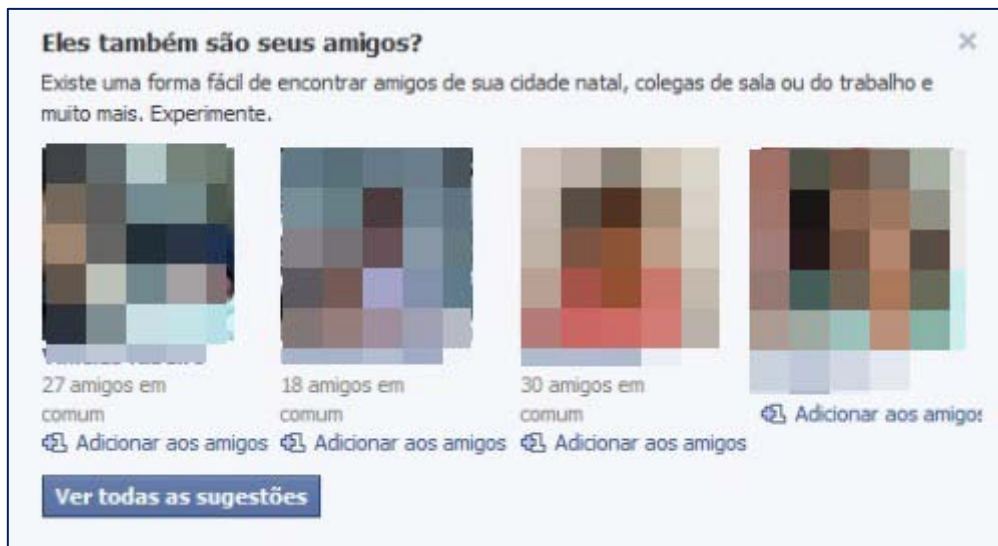 Eles também são seus amigos?
Existe uma forma fácil de encontrar amigos de sua cidade natal, colegas de sala ou do trabalho e
muito mais. Experimente.
27 amigos em
comum
Adicionar aos amigos
18 amigos em
comum
Adicionar aos amigos
30 amigos em
comum
Adicionar aos amigos
Adicionar aos amigos
Ver todas as sugestões